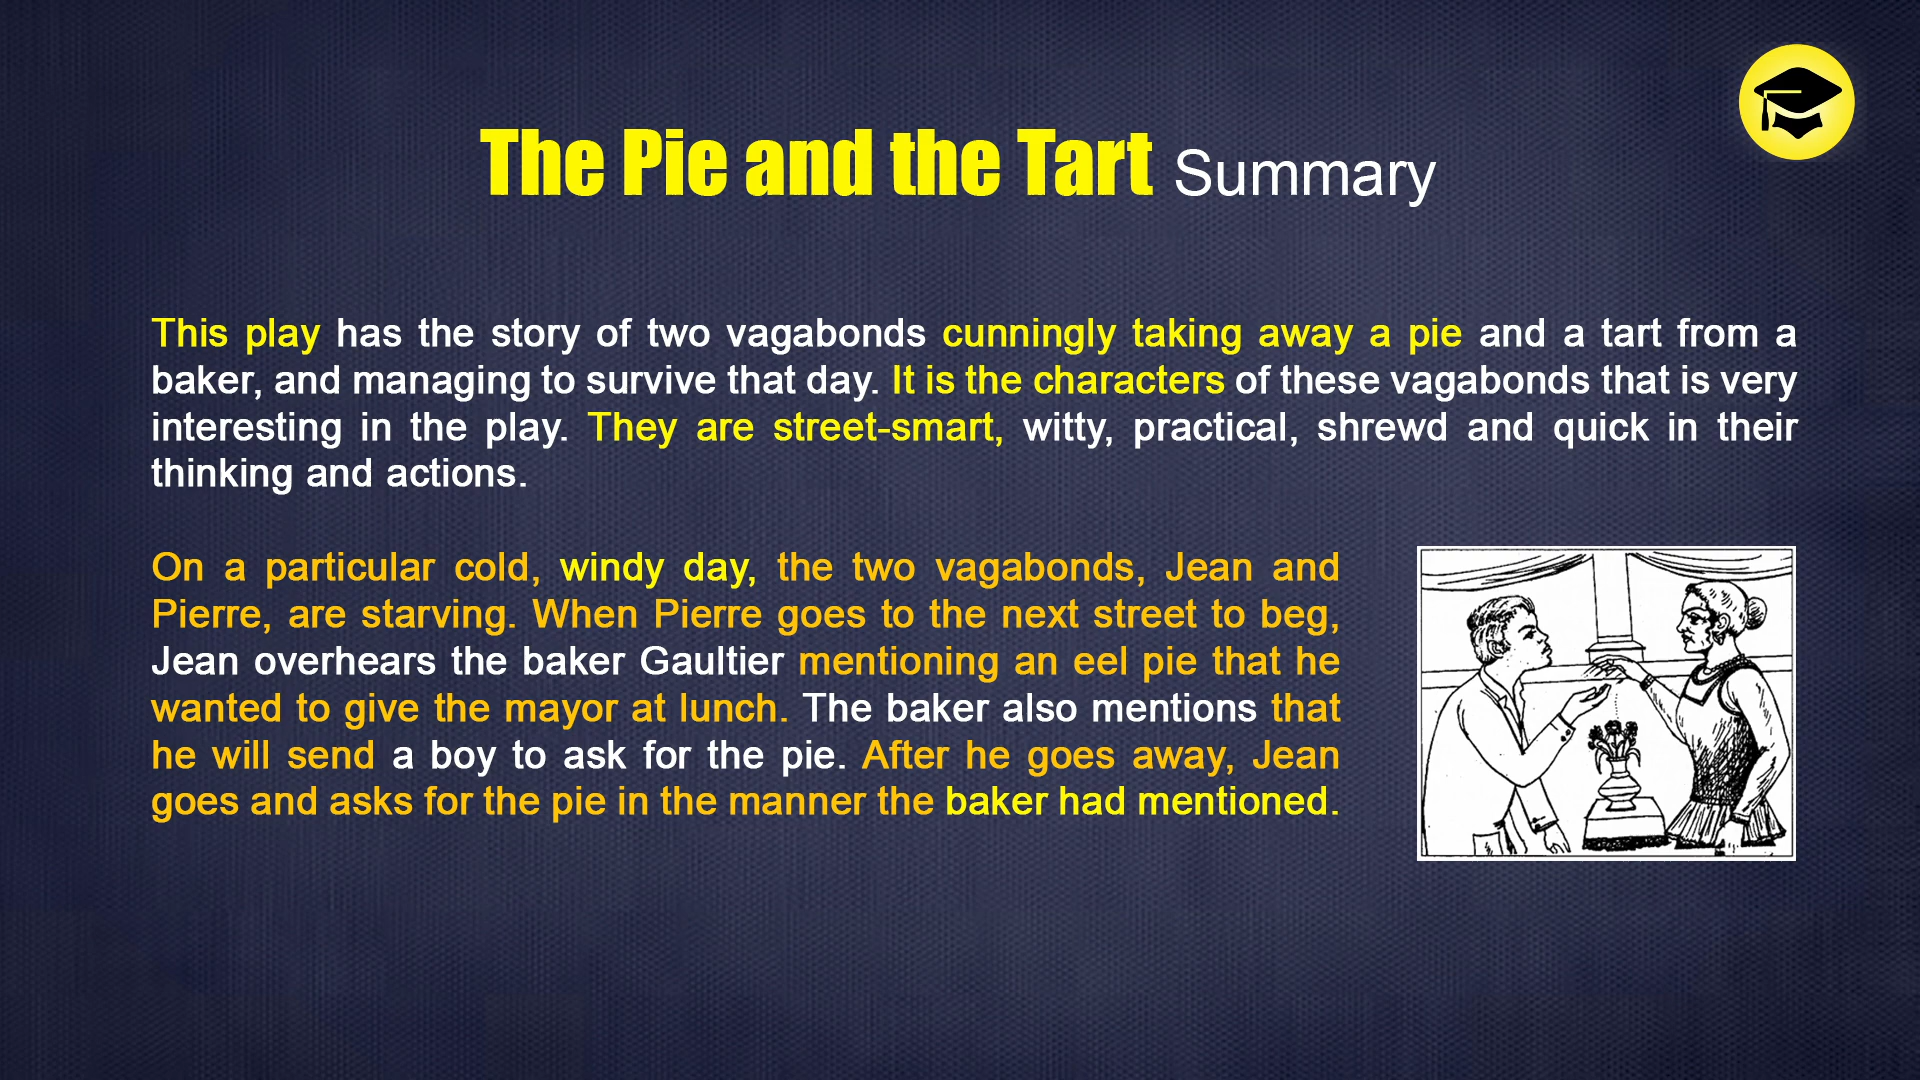 The Pie and the Tart Summary
This play has the story of two vagabonds cunningly taking away a pie and a tart from a
baker, and managing to survive that day. It is the characters of these vagabonds that is very
interesting in the play. They are street-smart, witty, practical, shrewd and quick in their
thinking and actions.
On a particular cold, windy day, the two vagabonds, Jean and
Pierre, are starving. When Pierre goes to the next street to beg,
Jean overhears the baker Gaultier mentioning an eel pie that he
wanted to give the mayor at lunch. The baker also mentions that
he will send a boy to ask for the pie. After he goes away, Jean
goes and asks for the pie in the manner the baker had mentioned.